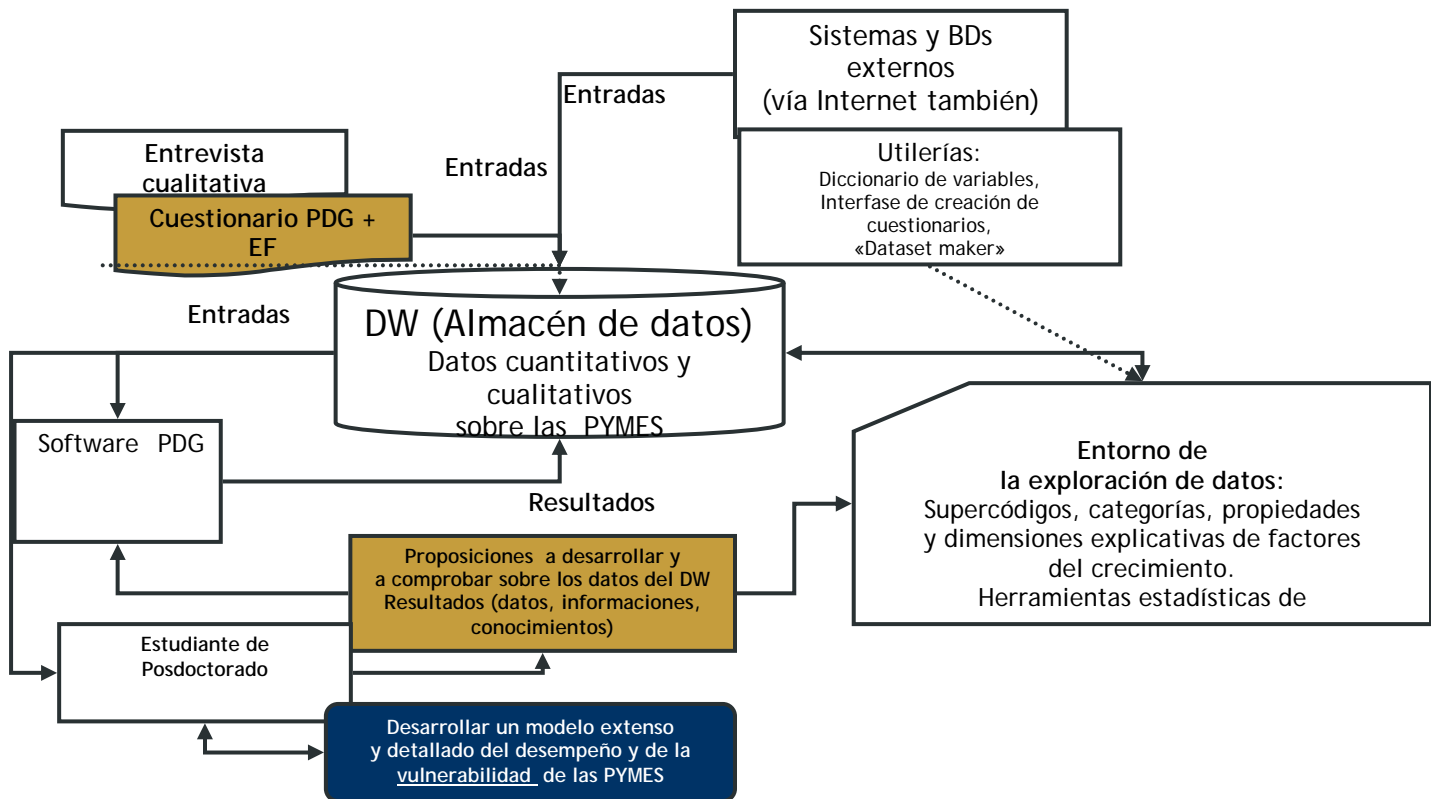 Sistemas y BDs
externos
(vía Internet también)
Entradas
Entrevista
cualitativa
Entradas
Utilerías:
Diccionario de variables,
Interfase de creación de
cuestionarios,
«Dataset maker»
Cuestionario PDG +
EF
Entradas
DW (Almacén de datos)
Datos cuantitativos y
cualitativos
sobre las PYMES
Software PDG
Entorno de
la exploración de datos:
Supercódigos, categorías, propiedades
y dimensiones explicativas de factores
del crecimiento.
Herramientas estadísticas de
Resultados
Proposiciones a desarrollar y
a comprobar sobre los datos del DW
Resultados (datos, informaciones,
conocimientos)
Estudiante de
Posdoctorado
Desarrollar un modelo extenso
y detallado del desempeño y de la
vulnerabilidad de las PYMES